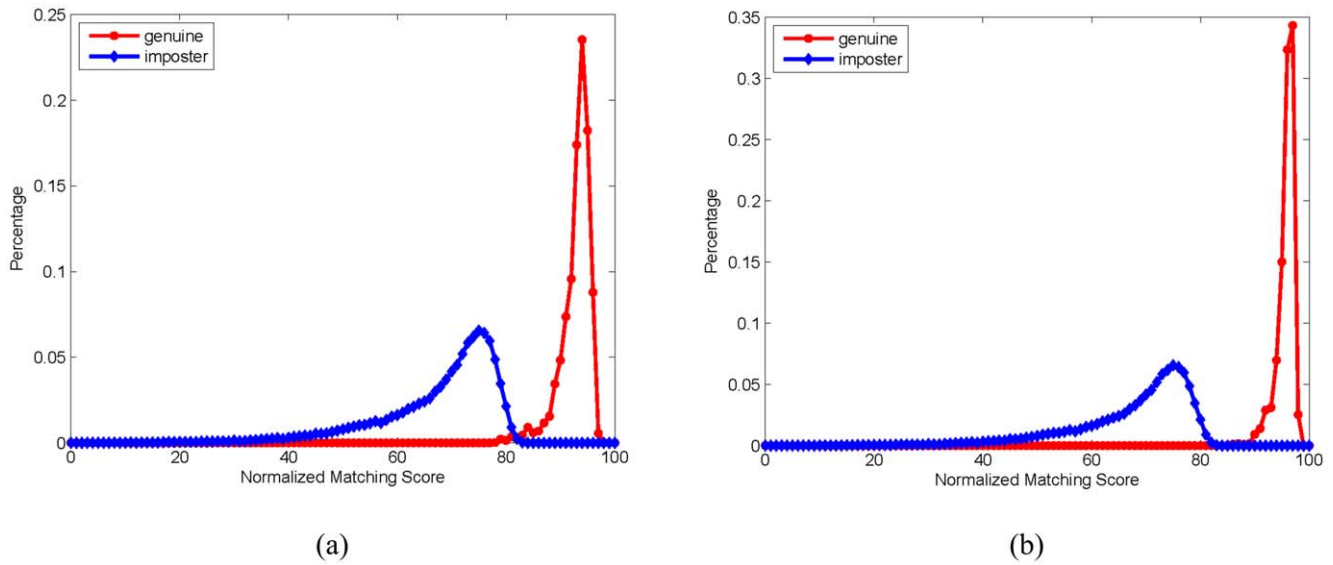 0.25
0.2
0.15
0.1
0.05
0
Percentage
genuine
imposter
0 20 40 60 80 100
Normalized Matching Score
(a)
0.35
0.3
0.25
0.2
0.15
0.1
0.05
0
Percentage
genuine
imposter
0 20 40 60 80 100
Normalized Matching Score
(b)